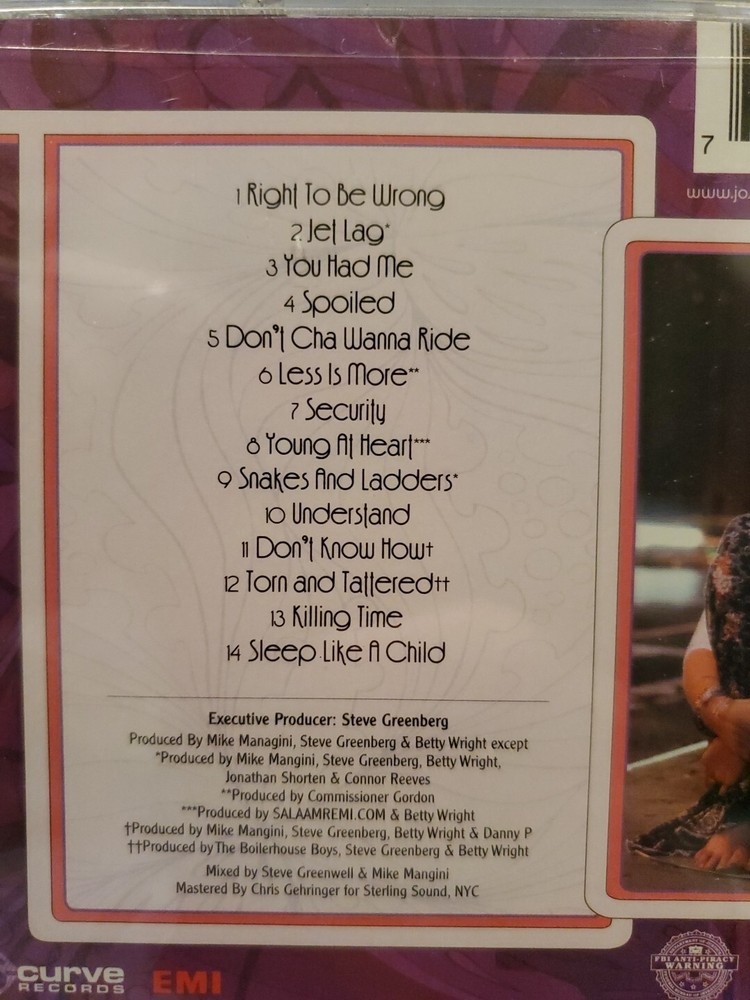 7
www.jo
1 Right To Be Wrong
2 Jet Lag*
3 You Had Me
4 Spoiled
5 Don't Cha Wanna Ride
6 Less Is More**
7 Security
8 Young At Heart***
9 Snakes And Ladders*
10 Understand
11 Don't Know How†
12 Torn and Tattered††
13 Killing Time
14 Sleep Like A Child
Executive Producer: Steve Greenberg
Produced By Mike Managini, Steve Greenberg & Betty Wright except
*Produced by Mike Mangini, Steve Greenberg, Betty Wright,
Jonathan Shorten & Connor Reeves
**Produced by Commissioner Gordon
***Produced by SALAAMREMI.COM & Betty Wright
†Produced by Mike Mangini, Steve Greenberg, Betty Wright & Danny P
††Produced by The Boilerhouse Boys, Steve Greenberg & Betty Wright
Mixed by Steve Greenwell & Mike Mangini
Mastered By Chris Gehringer for Sterling Sound, NYC
curve
RECORDS
EMI
FBI ANTI-PIRACY
WARNING